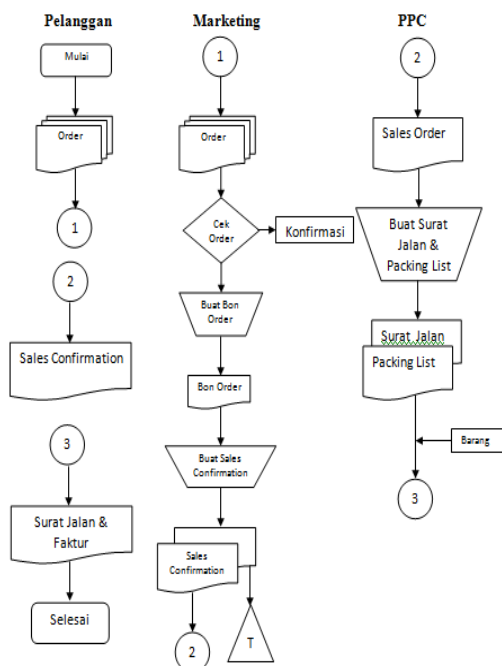 Pelanggan
Mulai
Order
1
2
Sales Confirmation
3
Surat Jalan &
Faktur
Selesai
Marketing
1
Order
Cek
Order
Konfirmasi
Buat Bon
Order
Bon Order
Buat Sales
Confirmation
Sales
Confirmation
2
T
PPC
2
Sales Order
Buat Surat
Jalan &
Packing List
Surat Jalan
Packing List
Barang
3